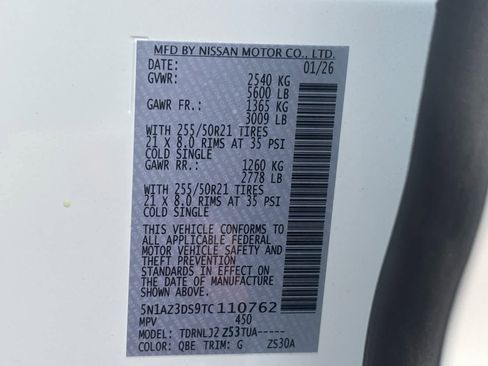 MFD BY NISSAN MOTOR CO., LTD.
DATE: 01/26
GVWR: 2540 KG
5600 LB
GAWR FR.: 1365 KG
3009 LB
WITH 255/50R21 TIRES
21 X 8.0 RIMS AT 35 PSI
COLD SINGLE
GAWR RR.: 1260 KG
2778 LB
WITH 255/50R21 TIRES
21 X 8.0 RIMS AT 35 PSI
COLD SINGLE
THIS VEHICLE CONFORMS TO
ALL APPLICABLE FEDERAL
MOTOR VEHICLE SAFETY AND
THEFT PREVENTION
STANDARDS IN EFFECT ON
THE DATE OF MANUFACTURE
SHOWN ABOVE.
5N1AZ3DS9TC110762
MPV 450
TDRNLJ2 Z53TUA-----
COLOR: QBE TRIM: G ZS30A